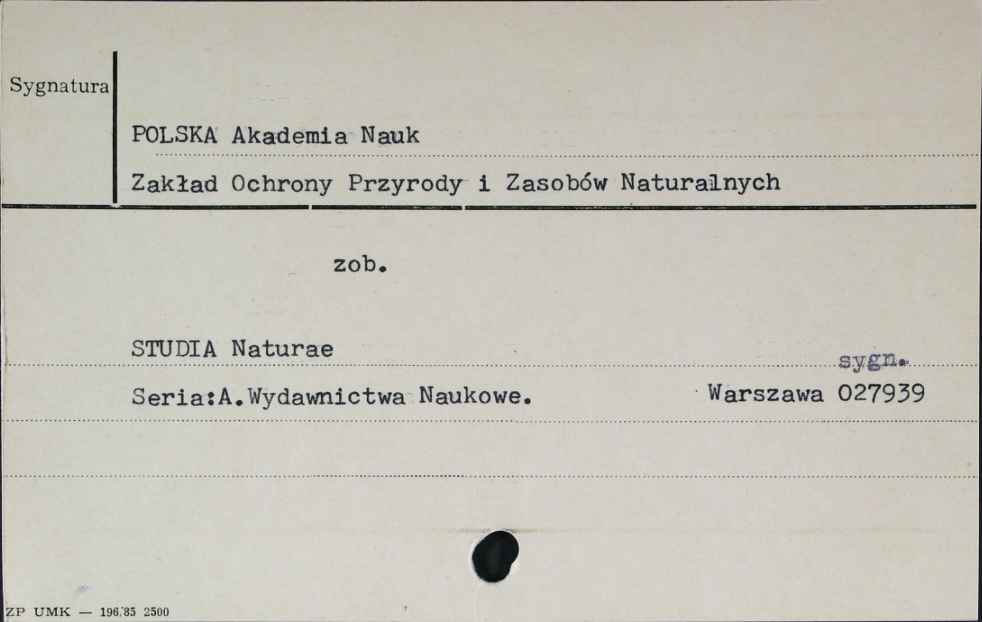 Sygnatura
POLSKA Akademia Nauk
Zakład Ochrony Przyrody i Zasobów Naturalnych
zob.
STUDIA Naturae
sygn.
Seria:A.Wydawnictwa Naukowe. Warszawa 027939
ZP UMK — 196/85 2500